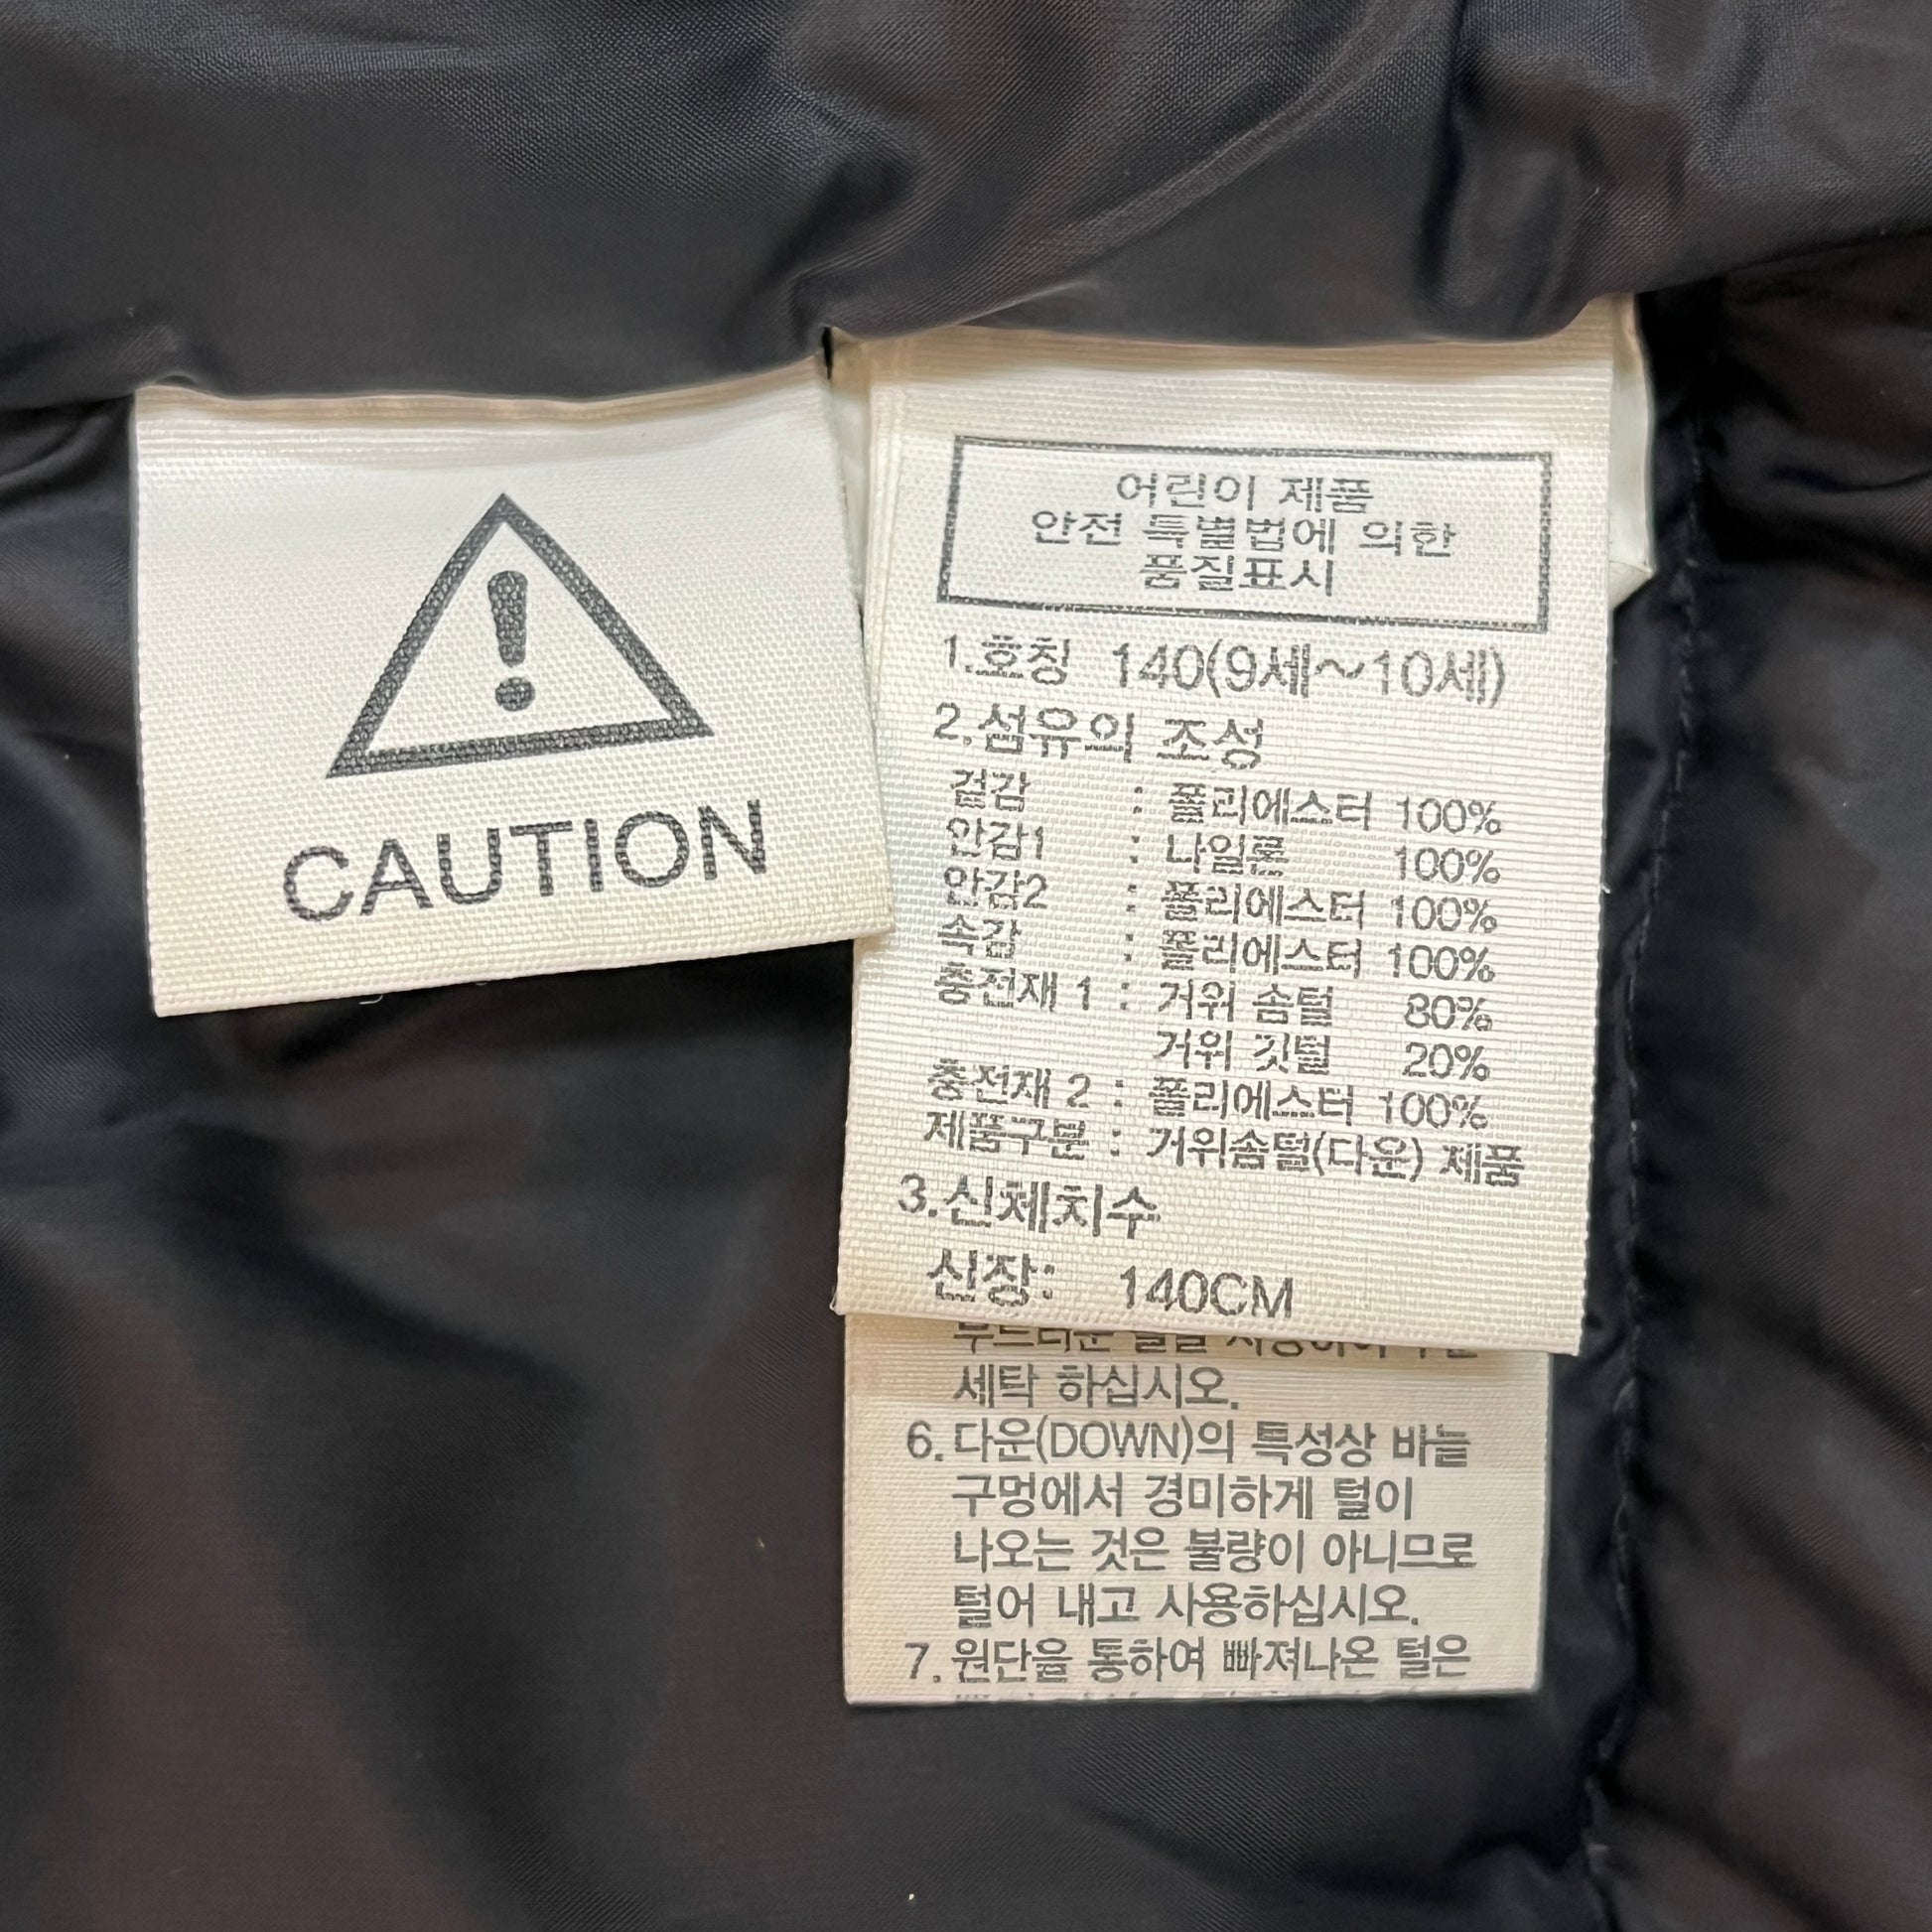 CAUTION
어린이 제품
안전 특별법에 의한
품질표시
1.호칭 140(9세~10세)
2.섬유의 조성
겉감 : 폴리에스터 100%
안감1 : 나일론 100%
안감2 : 폴리에스터 100%
속감 : 폴리에스터 100%
충전재 1 : 거위 솜털 80%
거위 깃털 20%
충전재 2 : 폴리에스터 100%
제품구분 : 거위솜털(다운) 제품
3.신체치수
신장: 140CM
세탁 하십시오.
6.다운(DOWN)의 특성상 바늘
구멍에서 경미하게 털이
나오는 것은 불량이 아니므로
털어 내고 사용하십시오.
7.원단을 통하여 빠져나온 털은